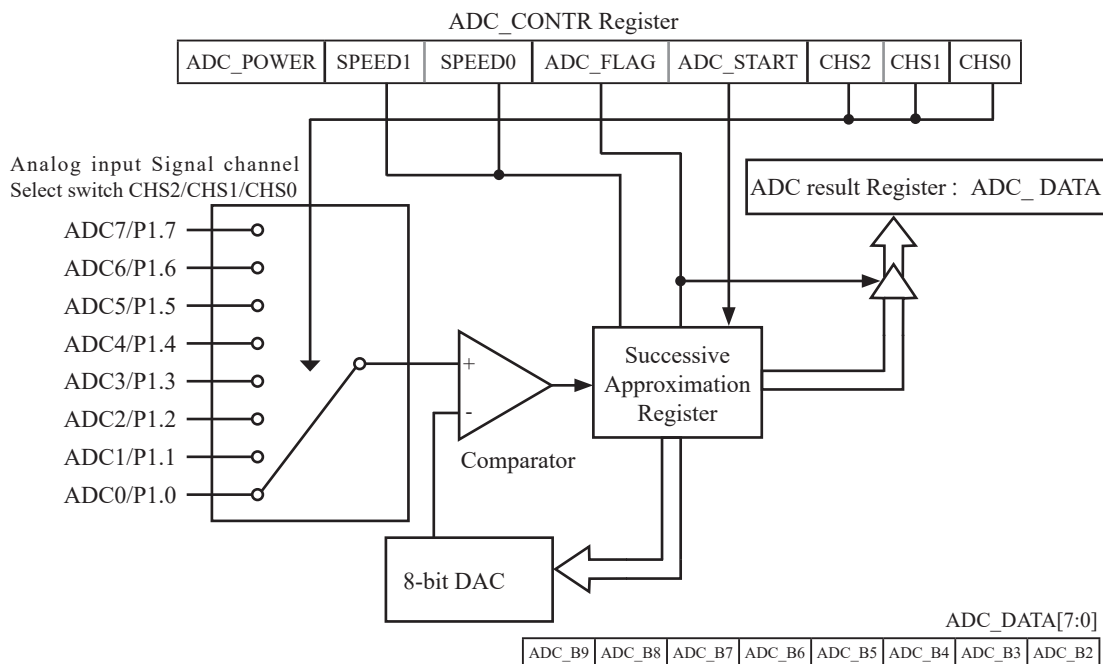 ADC_CONTR Register
ADC_POWER SPEED1 SPEED0 ADC_FLAG ADC_START CHS2 CHS1 CHS0
Analog input Signal channel
Select switch CHS2/CHS1/CHS0
ADC result Register : ADC_ DATA
ADC7/P1.7
ADC6/P1.6
ADC5/P1.5
ADC4/P1.4
ADC3/P1.3
ADC2/P1.2
ADC1/P1.1
ADC0/P1.0
+
-
Comparator
Successive
Approximation
Register
8-bit DAC
ADC_DATA[7:0]
ADC_B9 ADC_B8 ADC_B7 ADC_B6 ADC_B5 ADC_B4 ADC_B3 ADC_B2